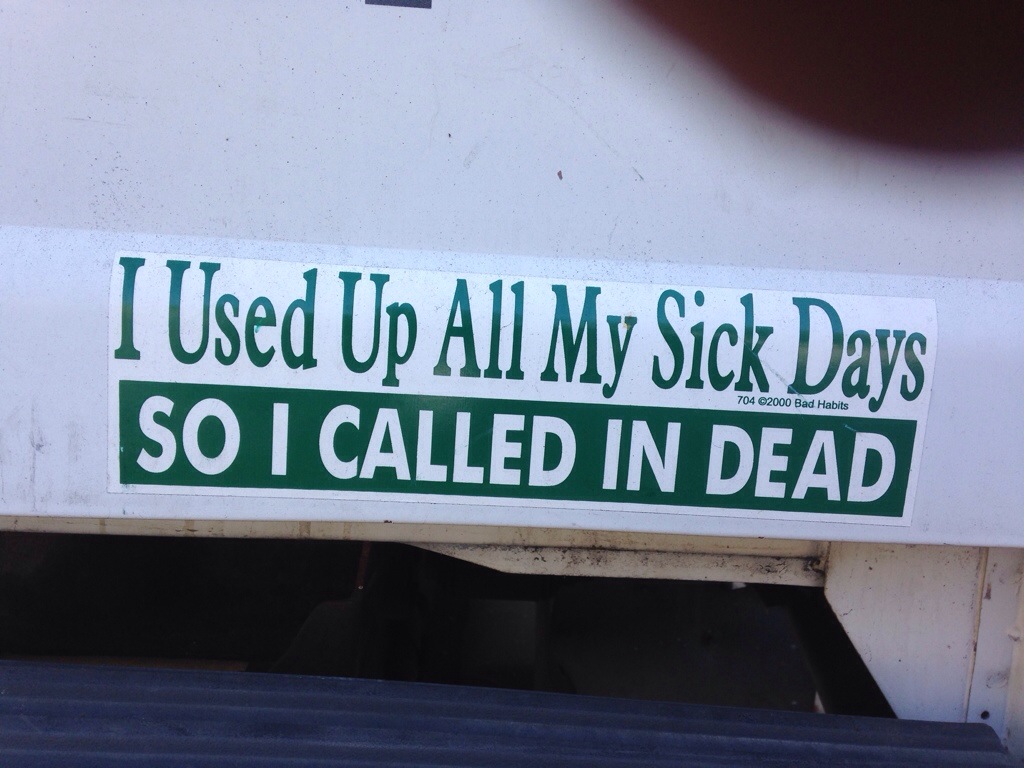 I Used Up All My Sick Days
704 ©2000 Bad Habits
SO I CALLED IN DEAD